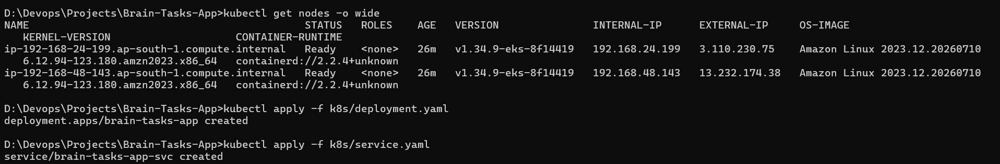 D:\Devops\Projects\Brain-Tasks-App>kubectl get nodes -o wide
NAME                                            STATUS   ROLES    AGE   VERSION               INTERNAL-IP      EXTERNAL-IP     OS-IMAGE
   KERNEL-VERSION                    CONTAINER-RUNTIME
ip-192-168-24-199.ap-south-1.compute.internal   Ready    <none>   26m   v1.34.9-eks-8f14419   192.168.24.199   3.110.230.75    Amazon Linux 2023.12.20260710
   6.12.94-123.180.amzn2023.x86_64   containerd://2.2.4+unknown
ip-192-168-48-143.ap-south-1.compute.internal   Ready    <none>   26m   v1.34.9-eks-8f14419   192.168.48.143   13.232.174.38   Amazon Linux 2023.12.20260710
   6.12.94-123.180.amzn2023.x86_64   containerd://2.2.4+unknown
D:\Devops\Projects\Brain-Tasks-App>kubectl apply -f k8s/deployment.yaml
deployment.apps/brain-tasks-app created
D:\Devops\Projects\Brain-Tasks-App>kubectl apply -f k8s/service.yaml
service/brain-tasks-app-svc created